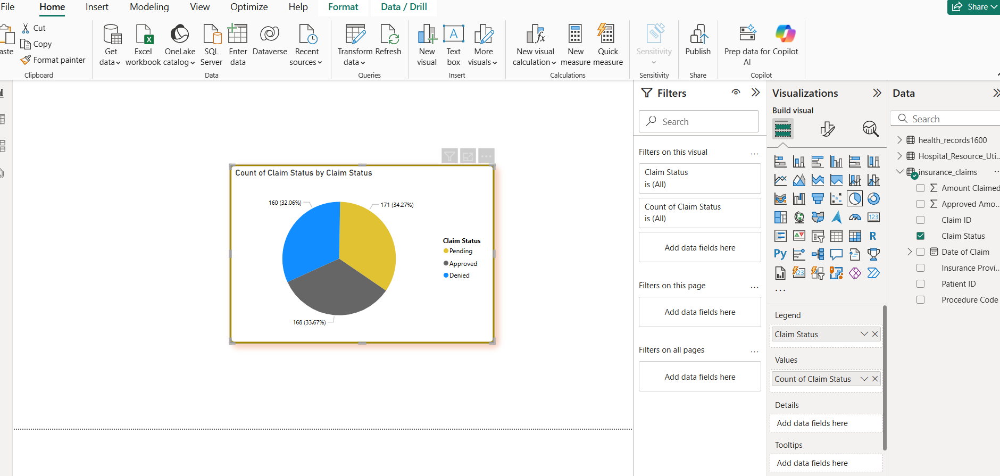 File
Home
Insert
Modeling
View
Optimize
Help
Format
Data / Drill
Share
Cut
Copy
Format painter
Clipboard
Get data
Excel workbook
OneLake catalog
SQL Server
Enter data
Dataverse
Recent sources
Data
Transform data
Refresh
Queries
New visual
Text box
More visuals
Insert
New visual calculation
New measure
Quick measure
Calculations
Sensitivity
Sensitivity
Publish
Share
Prep data for AI
Copilot
Copilot
Count of Claim Status by Claim Status
160 (32.06%)
171 (34.27%)
168 (33.67%)
Claim Status
Pending
Approved
Denied
Filters
Search
Filters on this visual
...
Claim Status
is (All)
Count of Claim Status
is (All)
Add data fields here
Filters on this page
...
Add data fields here
Filters on all pages
...
Add data fields here
Visualizations
Build visual
123
R
Py
123
...
Legend
Claim Status
Values
Count of Claim Status
Details
Add data fields here
Tooltips
Add data fields here
Data
Search
health_records1600
Hospital_Resource_Uti...
insurance_claims
Amount Claimed
Approved Amo...
Claim ID
Claim Status
Date of Claim
Insurance Provi...
Patient ID
Procedure Code